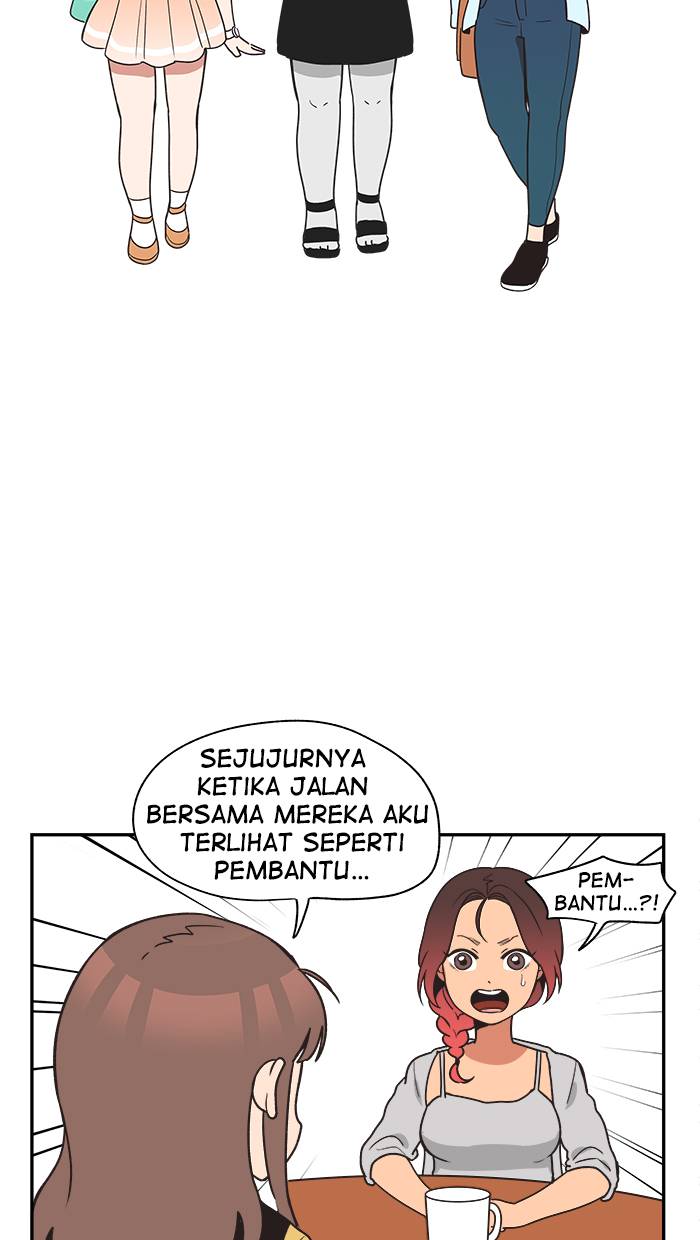 SEJUJURNYA
KETIKA JALAN
BERSAMA MEREKA AKU
TERLIHAT SEPERTI
PEMBANTU...
PEM-
BANTU...?!